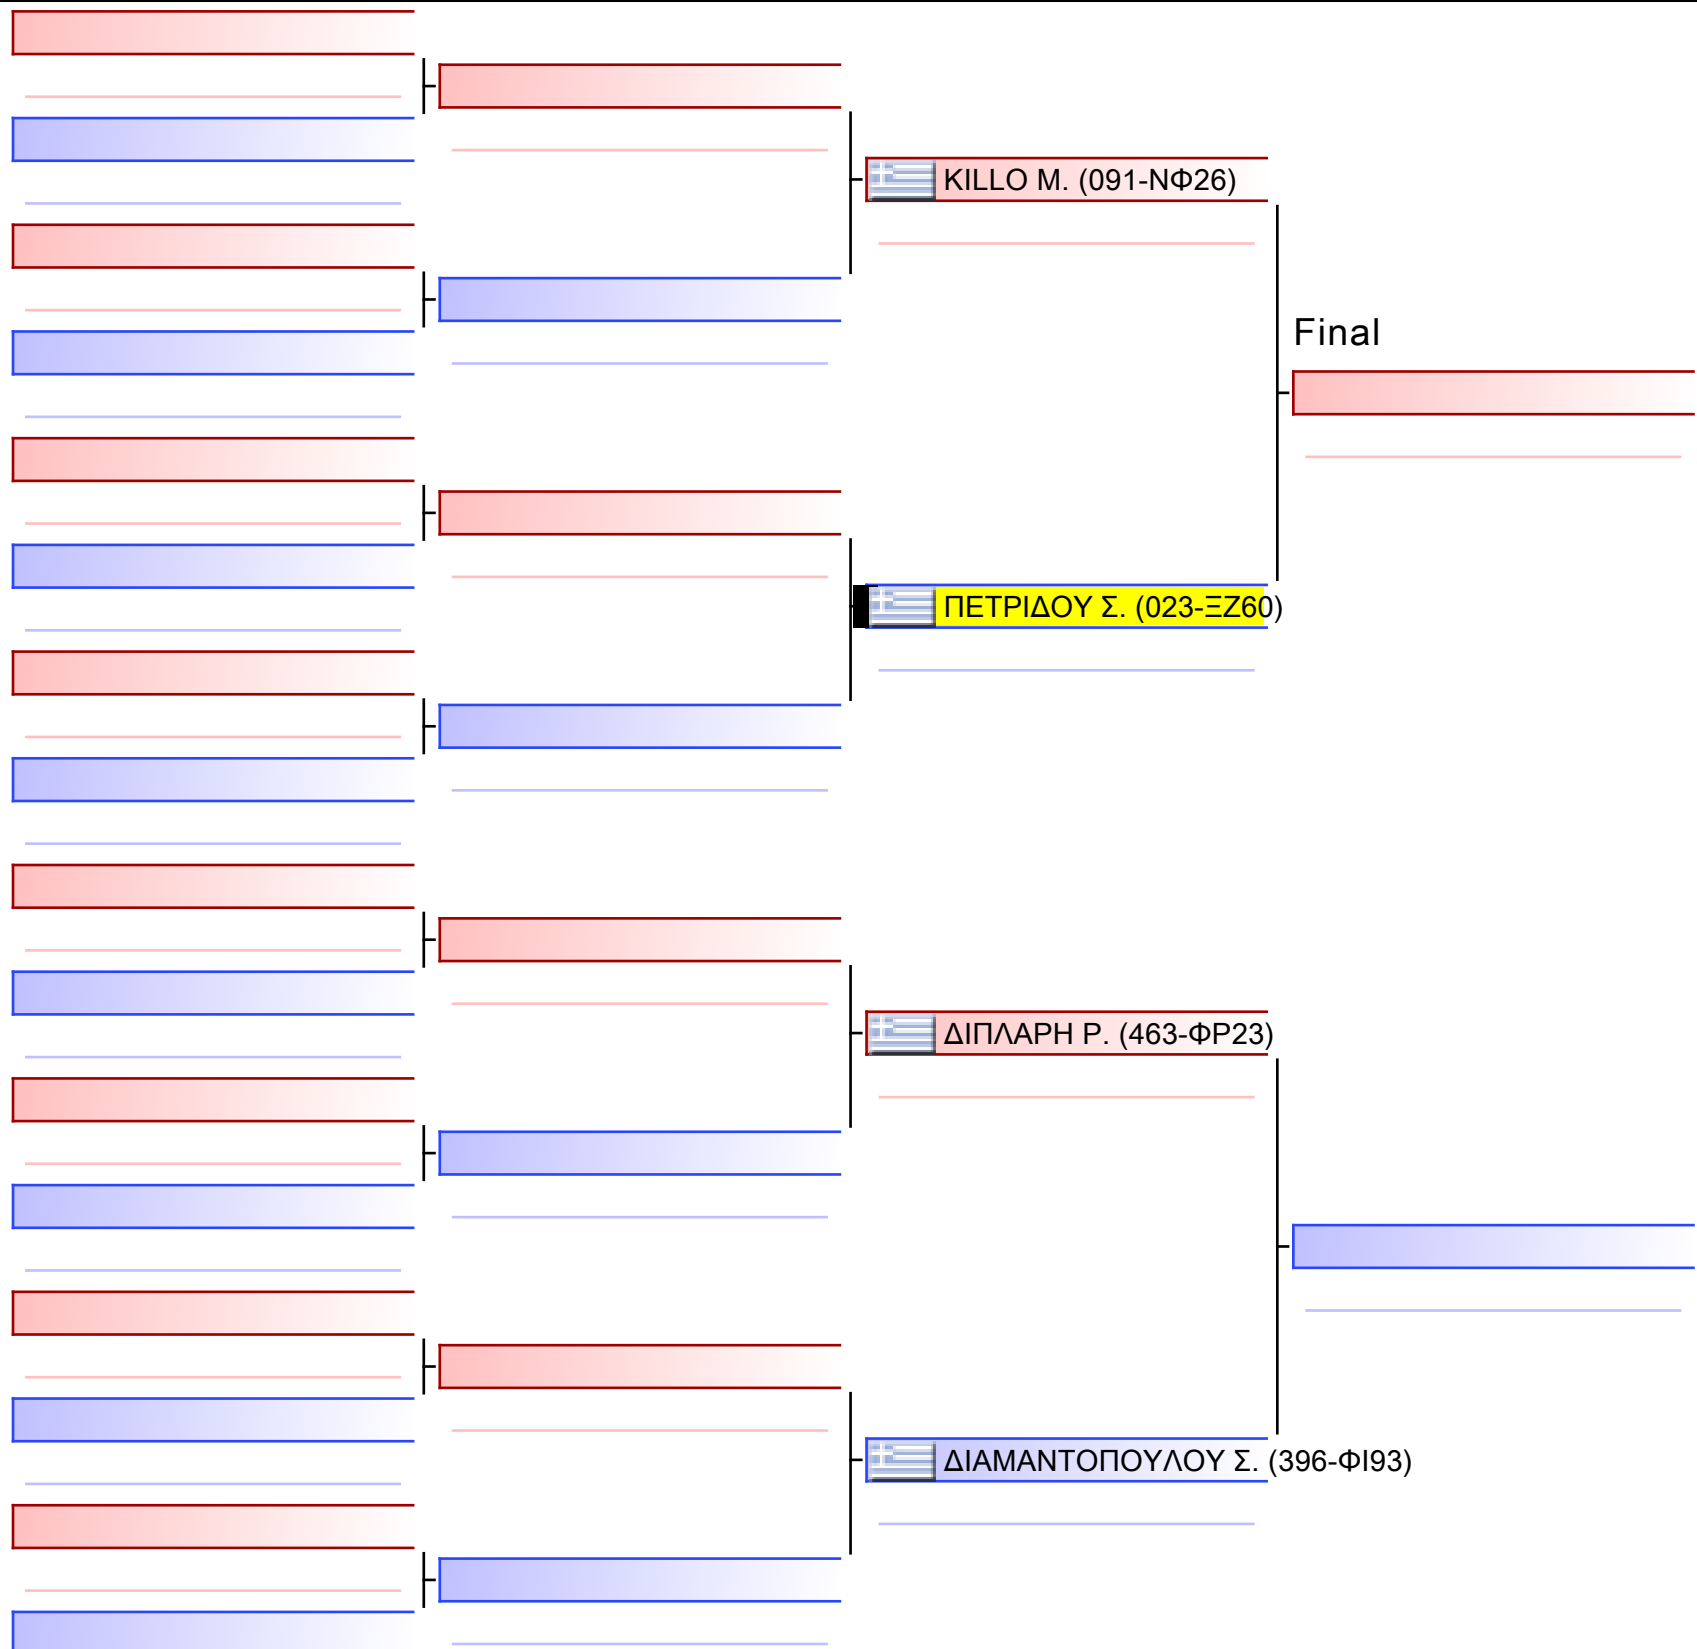 KILLO M. (091-ΝΦ26)
Final
ΠΕΤΡΙΔΟΥ Σ. (023-ΞΖ60)
ΔΙΠΛΑΡΗ Ρ. (463-ΦΡ23)
ΔΙΑΜΑΝΤΟΠΟΥΛΟΥ Σ. (396-ΦΙ93)